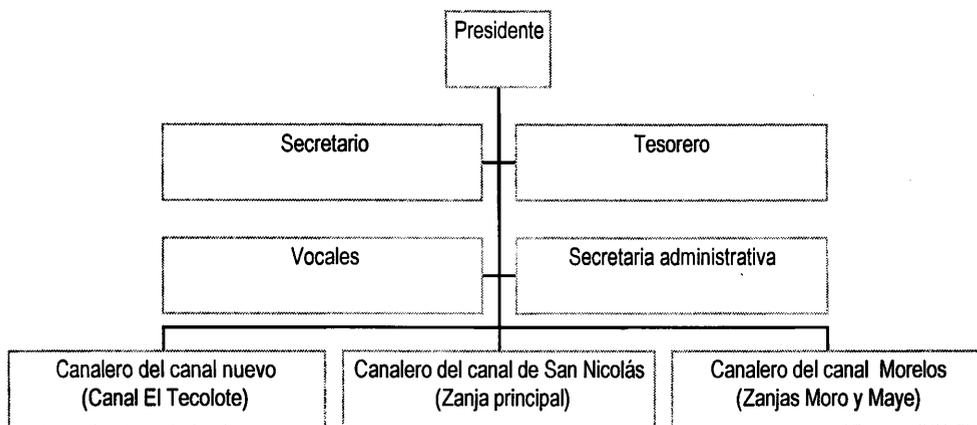 Presidente
Secretario
Tesorero
Vocales
Secretaria administrativa
Canalero del canal nuevo
(Canal El Tecolote)
Canalero del canal de San Nicolás
(Zanja principal)
Canalero del canal Morelos
(Zanjas Moro y Maye)